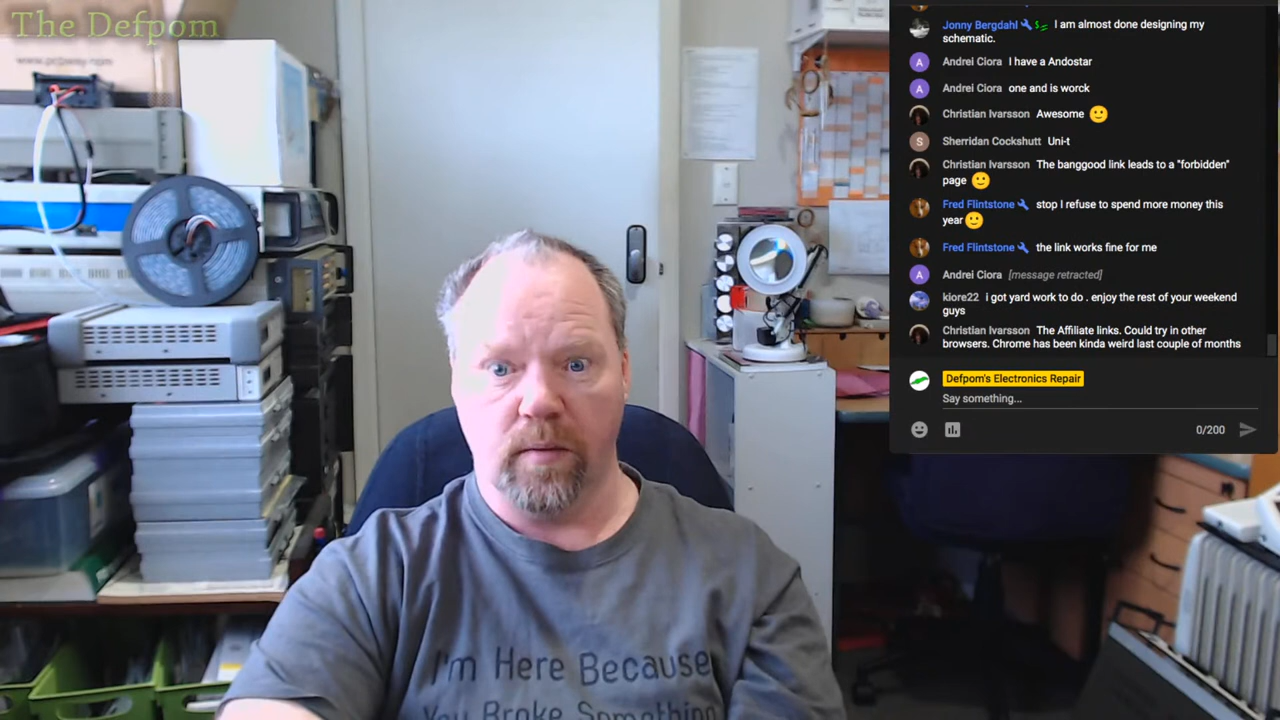 The Defpom
www.pcbway.com
I'm Here Because
You Broke Something
Jonny Bergdahl I am almost done designing my
schematic.
A Andrei Ciora I have a Andostar
A Andrei Ciora one and is worck
Christian Ivarsson Awesome
S Sherridan Cockshutt Uni-t
Christian Ivarsson The banggood link leads to a "forbidden"
page
Fred Flintstone stop I refuse to spend more money this
year
Fred Flintstone the link works fine for me
A Andrei Ciora [message retracted]
kiore22 i got yard work to do . enjoy the rest of your weekend
guys
Christian Ivarsson The Affiliate links. Could try in other
browsers. Chrome has been kinda weird last couple of months
Defpom's Electronics Repair
Say something...
0/200